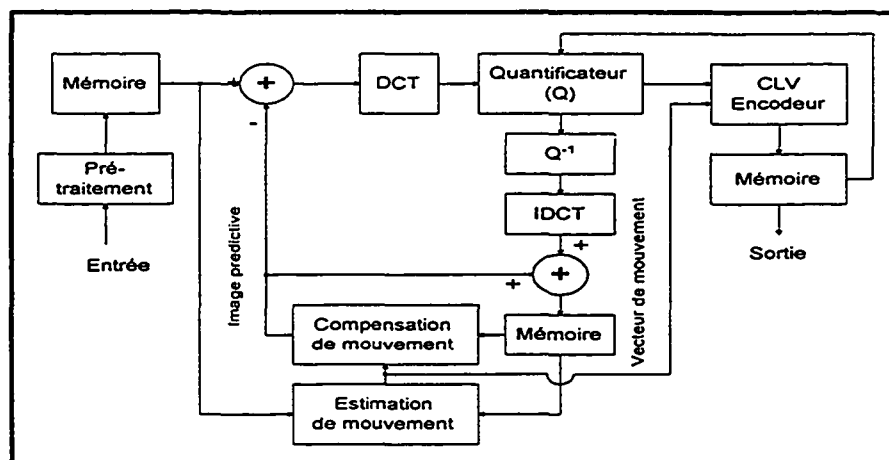 Mémoire
+
+
-
DCT
Quantificateur
(Q)
CLV
Encodeur
Pré-
traitement
Q⁻¹
Mémoire
IDCT
Entrée
Sortie
+
+
+
Image predictive
Vecteur de mouvement
Compensation
de mouvement
Mémoire
Estimation
de mouvement